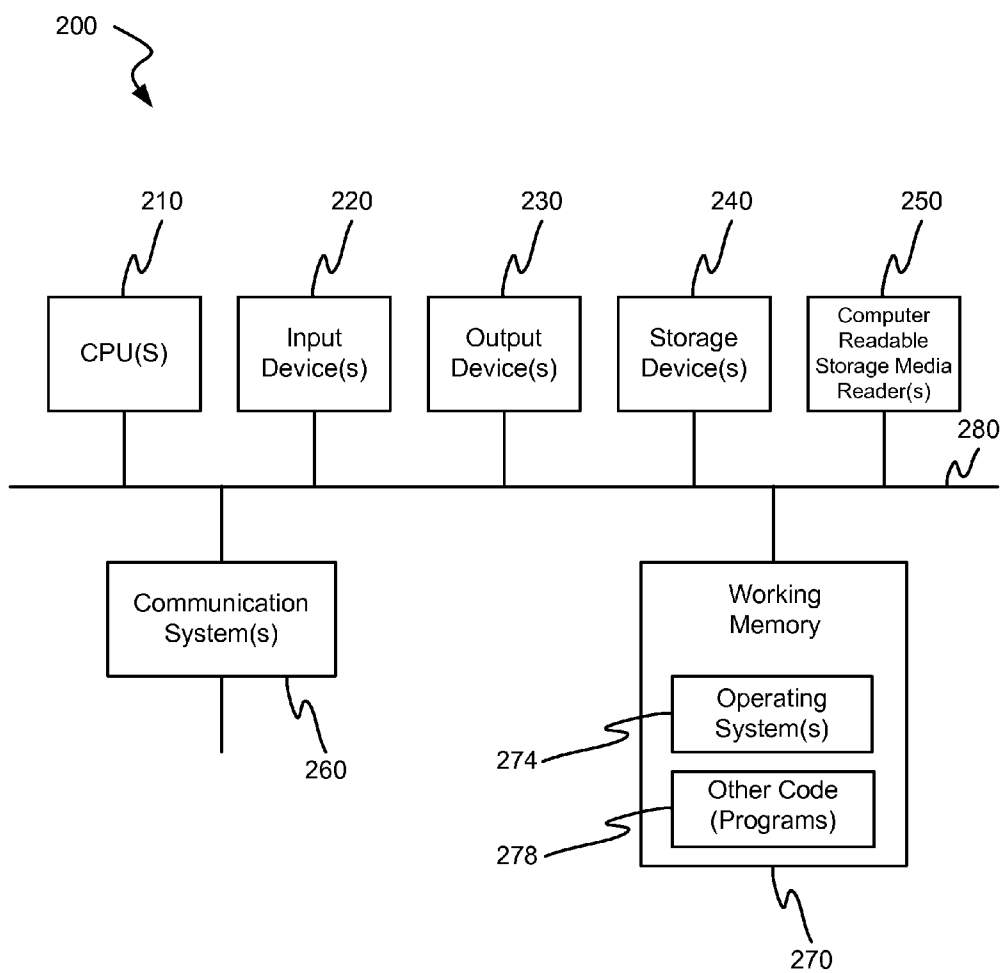 200
210
220
230
240
250
CPU(S)
Input
Device(s)
Output
Device(s)
Storage
Device(s)
Computer
Readable
Storage Media
Reader(s)
280
Communication
System(s)
260
Working
Memory
Operating
System(s)
274
Other Code
(Programs)
278
270